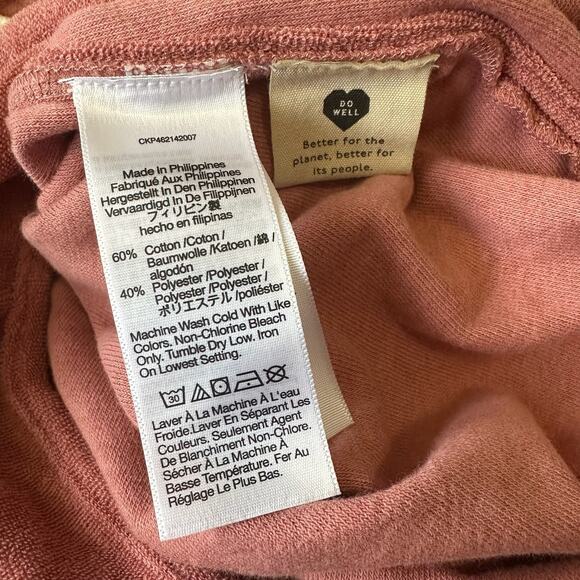 CKP462142007
Made In Philippines
Fabriqué Aux Philippines
Hergestellt In Den Philippinen
Vervaardigd In De Filippijnen
フィリピン製
hecho en filipinas
60% Cotton /Coton/
Baumwolle /Katoen /綿 /
algodón
40% Polyester /Polyester/
Polyester /Polyester /
ポリエステル /poliéster
Machine Wash Cold With Like
Colors. Non-Chlorine Bleach
Only. Tumble Dry Low. Iron
On Lowest Setting.
30
Laver À La Machine À L'eau
Froide.Laver En Séparant Les
Couleurs. Seulement Agent
De Blanchiment Non-Chlore.
Sécher À La Machine À
Basse Température. Fer Au
Réglage Le Plus Bas.
DO
WELL
Better for the
planet, better for
its people.